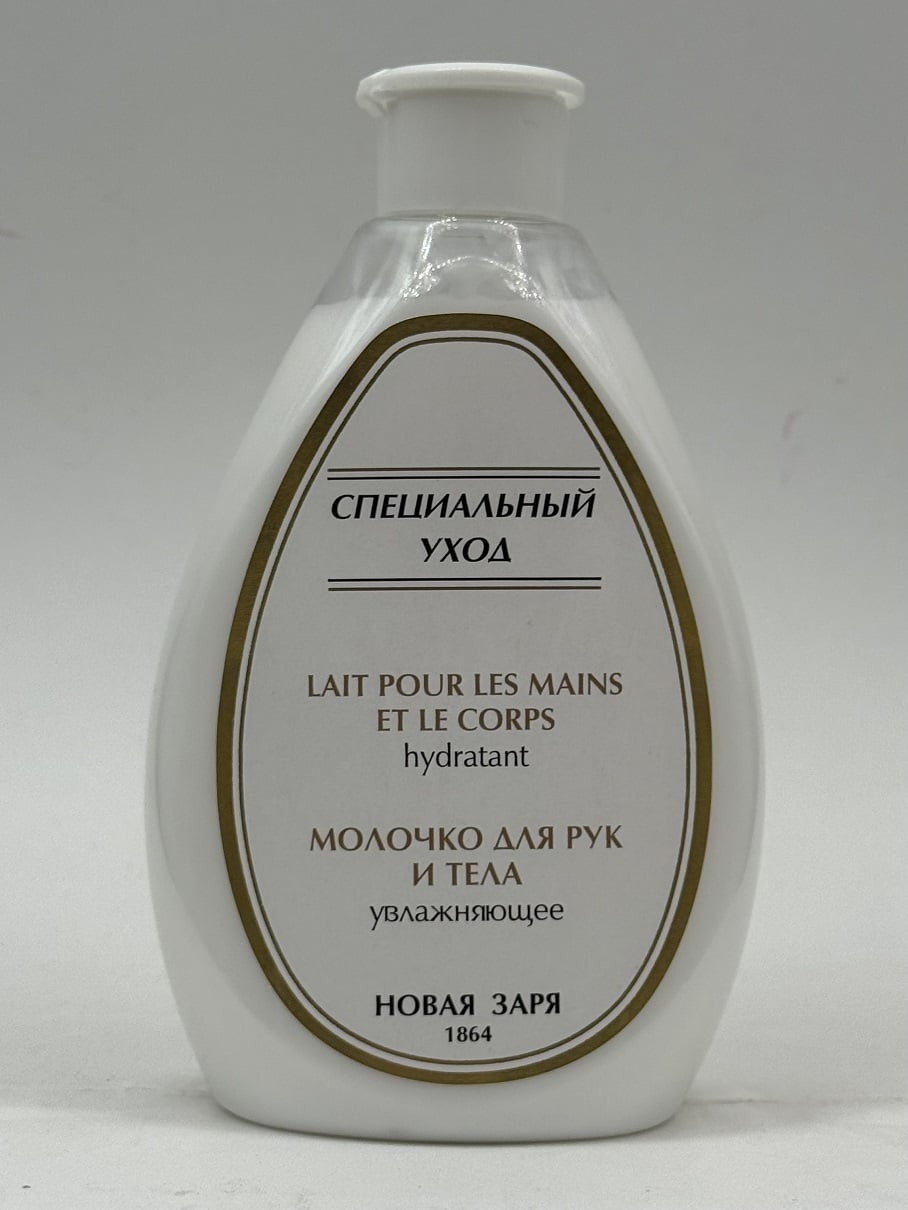 СПЕЦИАЛЬНЫЙ
УХОД
LAIT POUR LES MAINS
ET LE CORPS
hydratant
МОЛОЧКО ДЛЯ РУК
И ТЕЛА
увлажняющее
НОВАЯ ЗАРЯ
1864